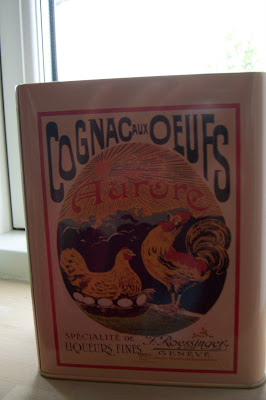 COGNAC AUX OEUFS
Aurore
SPÉCIALITÉ DE
LIQUEURS FINES
F. Roessinger
GENÈVE